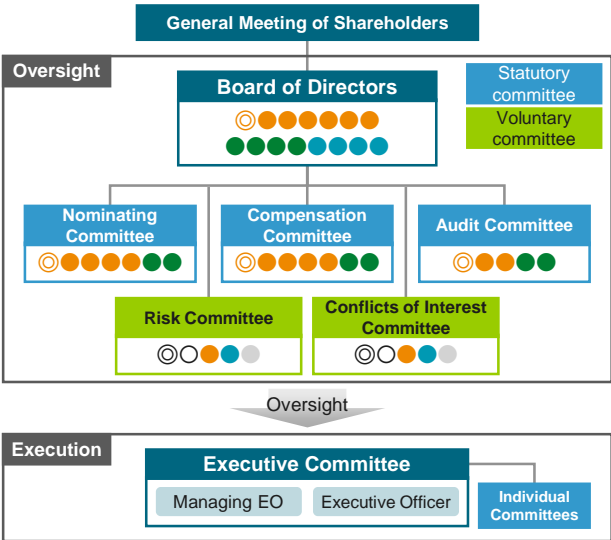 General Meeting of Shareholders
Oversight
Board of Directors
Statutory
committee
Voluntary
committee
Nominating
Committee
Compensation
Committee
Audit Committee
Risk Committee
Conflicts of Interest
Committee
Oversight
Execution
Executive Committee
Managing EO
Executive Officer
Individual
Committees